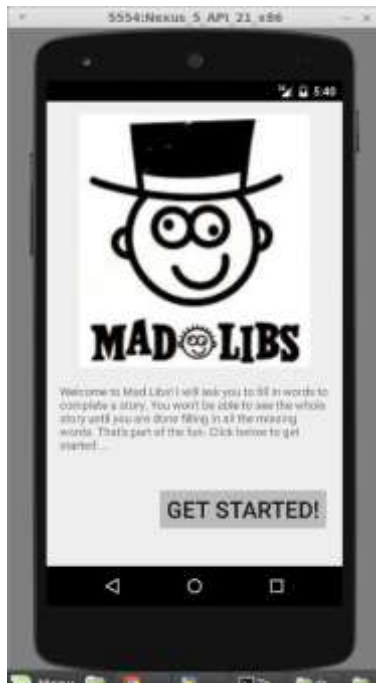 5554:Nexus_5_API_21_x86
5:40
MAD LIBS
Welcome to Mad Libs! I will ask you to fill in words to
complete a story. You won't be able to see the whole
story until you are done filling in all the missing
words. That's part of the fun. Click below to get
started...
GET STARTED!
Menu